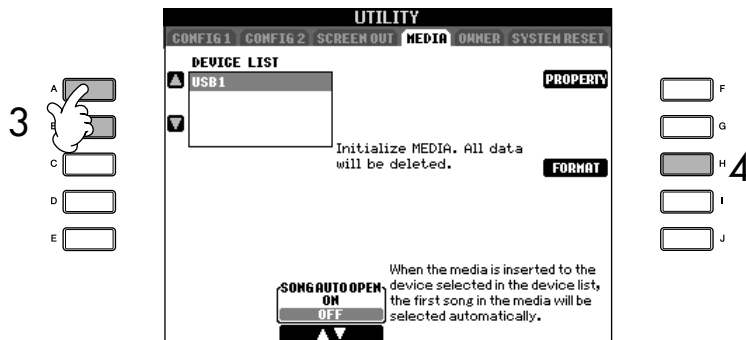 UTILITY
CONFIG 1 CONFIG 2 SCREEN OUT MEDIA OWNER SYSTEM RESET
DEVICE LIST
USB1
PROPERTY
Initialize MEDIA. All data
will be deleted.
FORMAT
When the media is inserted to the
device selected in the device list,
the first song in the media will be
selected automatically.
SONG AUTO OPEN
ON
OFF
3
A
B
C
D
E
F
G
H
I
J
4